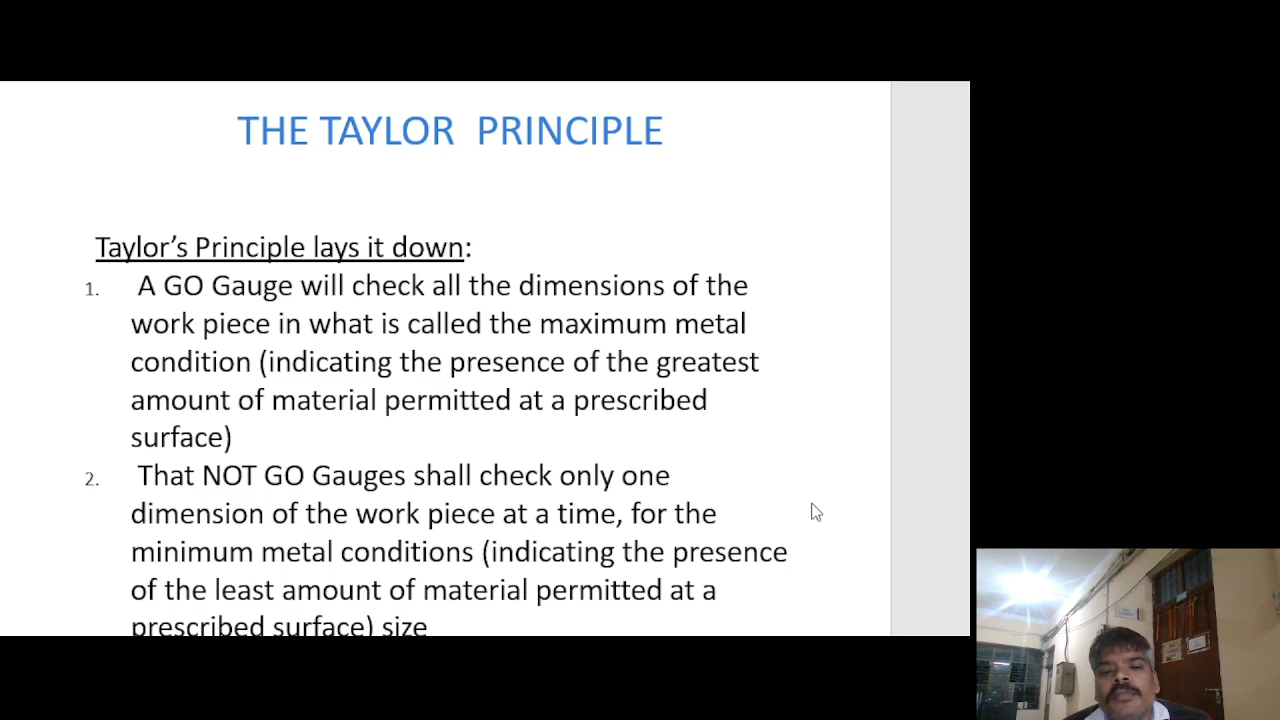 THE TAYLOR PRINCIPLE
Taylor's Principle lays it down:
1. A GO Gauge will check all the dimensions of the
work piece in what is called the maximum metal
condition (indicating the presence of the greatest
amount of material permitted at a prescribed
surface)
2. That NOT GO Gauges shall check only one
dimension of the work piece at a time, for the
minimum metal conditions (indicating the presence
of the least amount of material permitted at a
prescribed surface) size